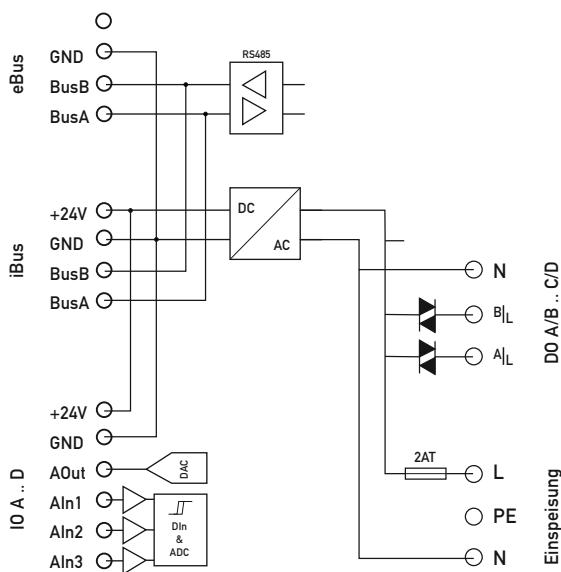 eBus
GND
BusB
BusA
RS485
iBus
+24V
GND
BusB
BusA
DC
AC
N
B|L
A|L
DO A/B .. C/D
IO A .. D
+24V
GND
AOut
DAC
AIn1
AIn2
AIn3
DIn
&
ADC
2AT
L
PE
N
Einspeisung